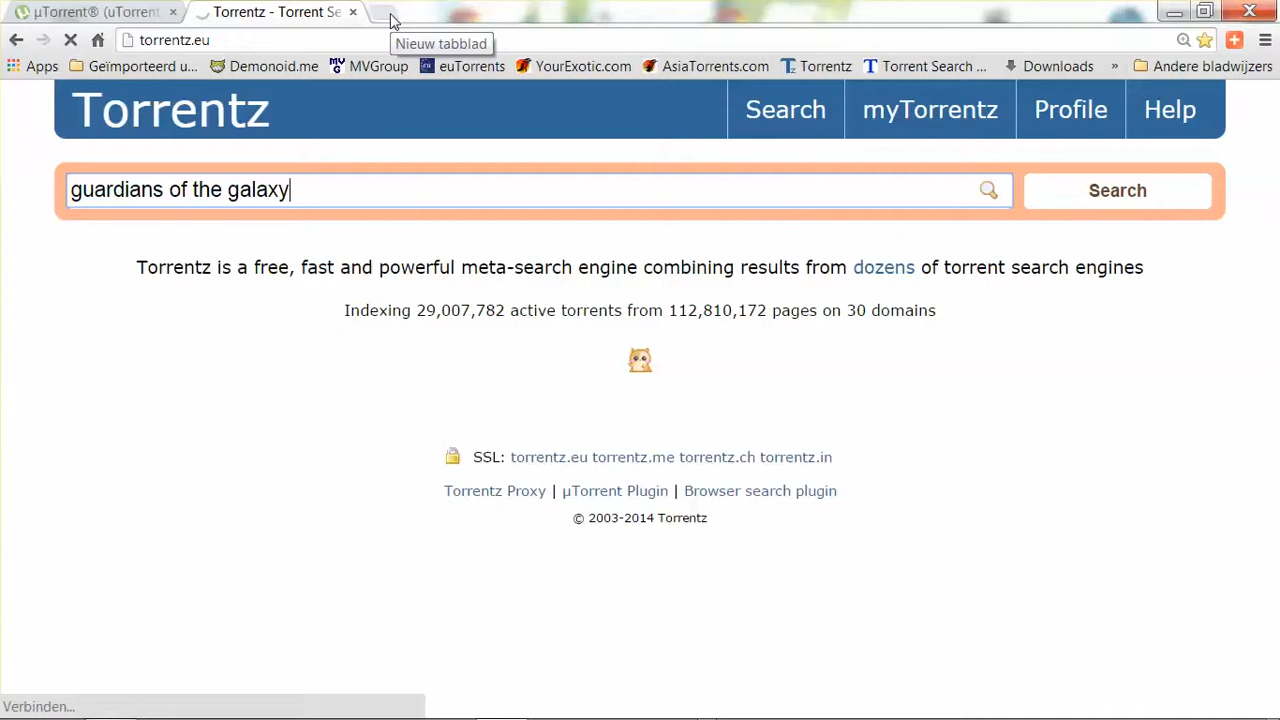 µTorrent® (uTorrent
Torrentz - Torrent Se
torrentz.eu
Nieuw tabblad
Apps Geïmporteerd u... Demonoid.me MVGroup euTorrents YourExotic.com AsiaTorrents.com Torrentz Torrent Search ... Downloads » Andere bladwijzers
Torrentz Search myTorrentz Profile Help
guardians of the galaxy Search
Torrentz is a free, fast and powerful meta-search engine combining results from dozens of torrent search engines
Indexing 29,007,782 active torrents from 112,810,172 pages on 30 domains
SSL: torrentz.eu torrentz.me torrentz.ch torrentz.in
Torrentz Proxy | µTorrent Plugin | Browser search plugin
© 2003-2014 Torrentz
Verbinden...